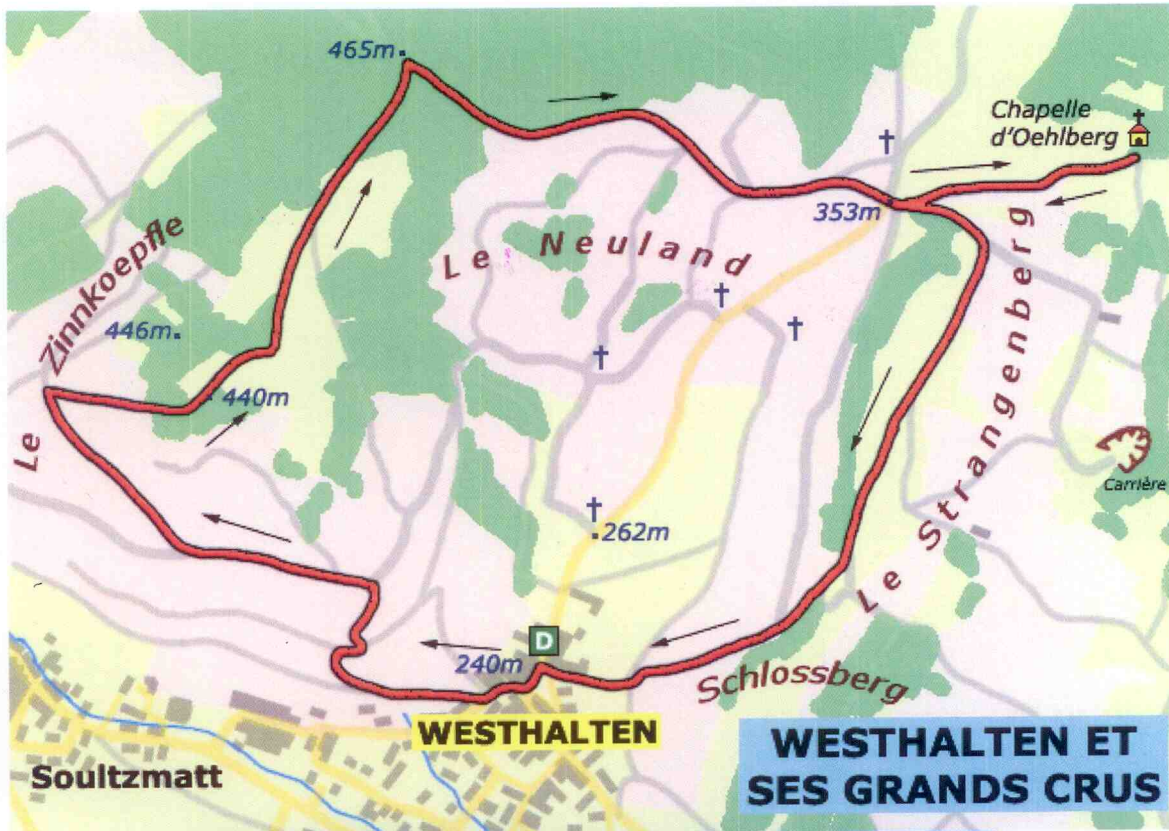 465m
Chapelle
d'Oehlberg
353m
Le Neuland
Le Zinnkoepfle
446m
440m
Le Strangenberg
Carrière
262m
D
240m
Schlossberg
WESTHALTEN
Soultzmatt
WESTHALTEN ET
SES GRANDS CRUS